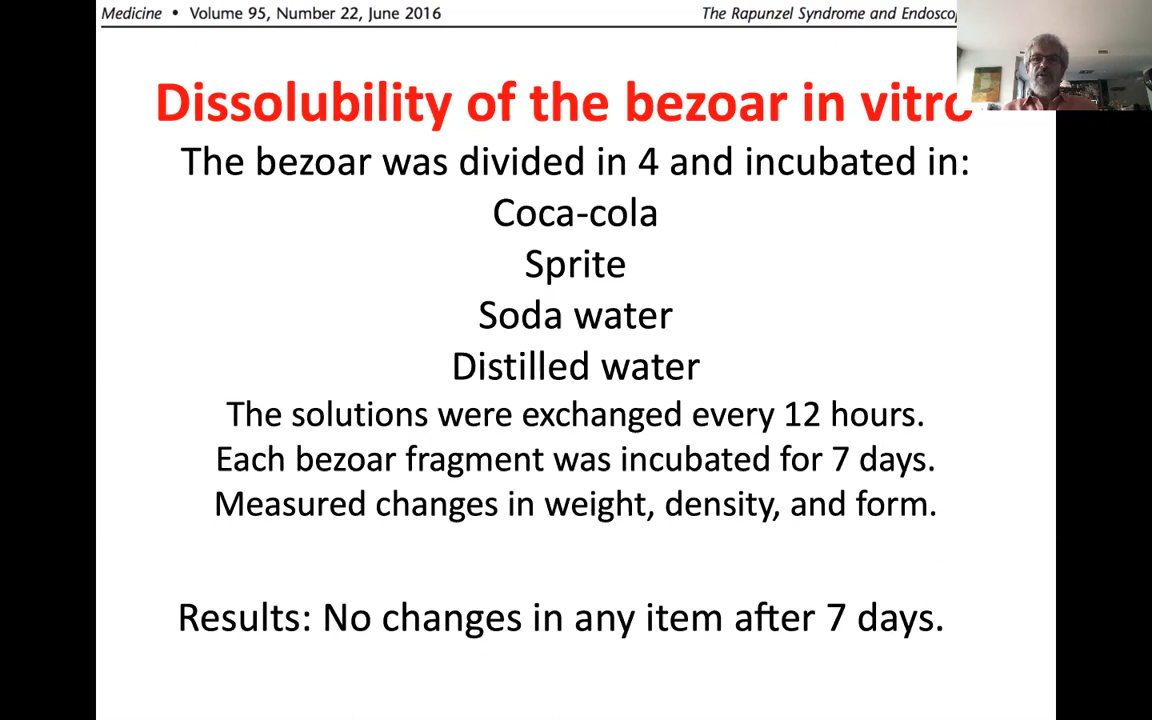 Medicine • Volume 95, Number 22, June 2016
The Rapunzel Syndrome and
Dissolubility of the bezoar in vitro
The bezoar was divided in 4 and incubated in:
Coca-cola
Sprite
Soda water
Distilled water
The solutions were exchanged every 12 hours.
Each bezoar fragment was incubated for 7 days.
Measured changes in weight, density, and form.
Results: No changes in any item after 7 days.